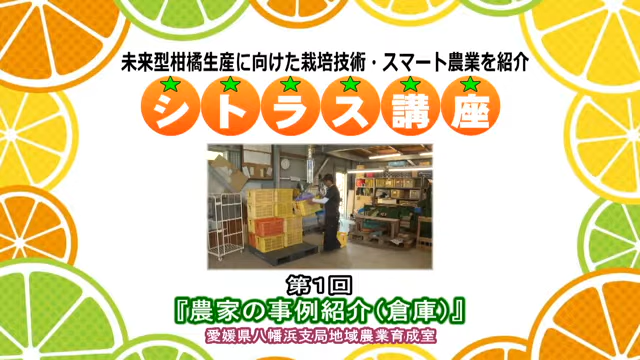 未来型柑橘生産に向けた栽培技術・スマート農業を紹介
シトラス講座
第1回
『農家の事例紹介(倉庫)』
愛媛県八幡浜支局地域農業育成室